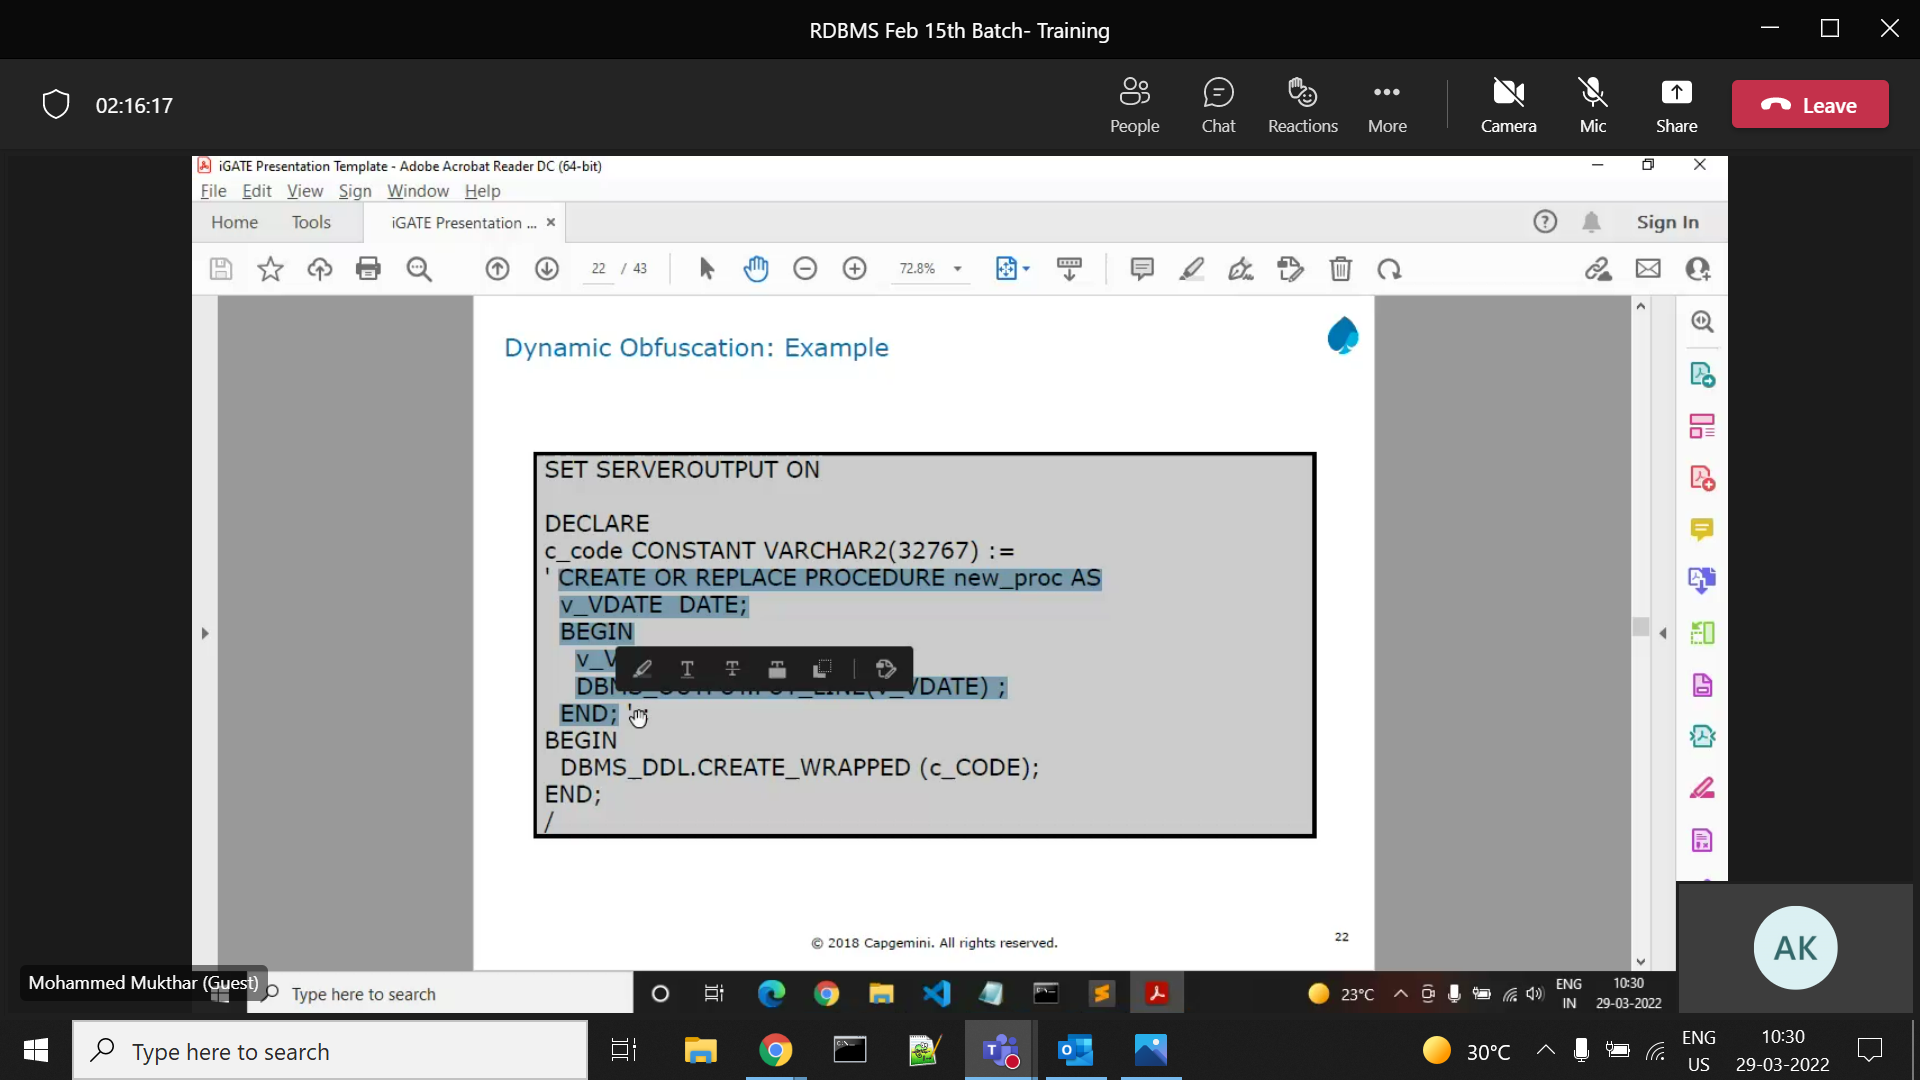 RDBMS Feb 15th Batch- Training
02:16:17
People
Chat
Reactions
More
Camera
Mic
Share
Leave
iGATE Presentation Template - Adobe Acrobat Reader DC (64-bit)
File Edit View Sign Window Help
Home Tools iGATE Presentation ... Sign In
22 / 43 72.8%
Dynamic Obfuscation: Example
SET SERVEROUTPUT ON
DECLARE
c_code CONSTANT VARCHAR2(32767) :=
' CREATE OR REPLACE PROCEDURE new_proc AS
v_VDATE DATE;
BEGIN
v_V
VDATE) ;
END; '
BEGIN
DBMS_DDL.CREATE_WRAPPED (c_CODE);
END;
/
© 2018 Capgemini. All rights reserved.
22
AK
Mohammed Mukthar (Guest)
Type here to search
23°C
ENG
IN
10:30
29-03-2022
Type here to search
30°C
ENG
US
10:30
29-03-2022